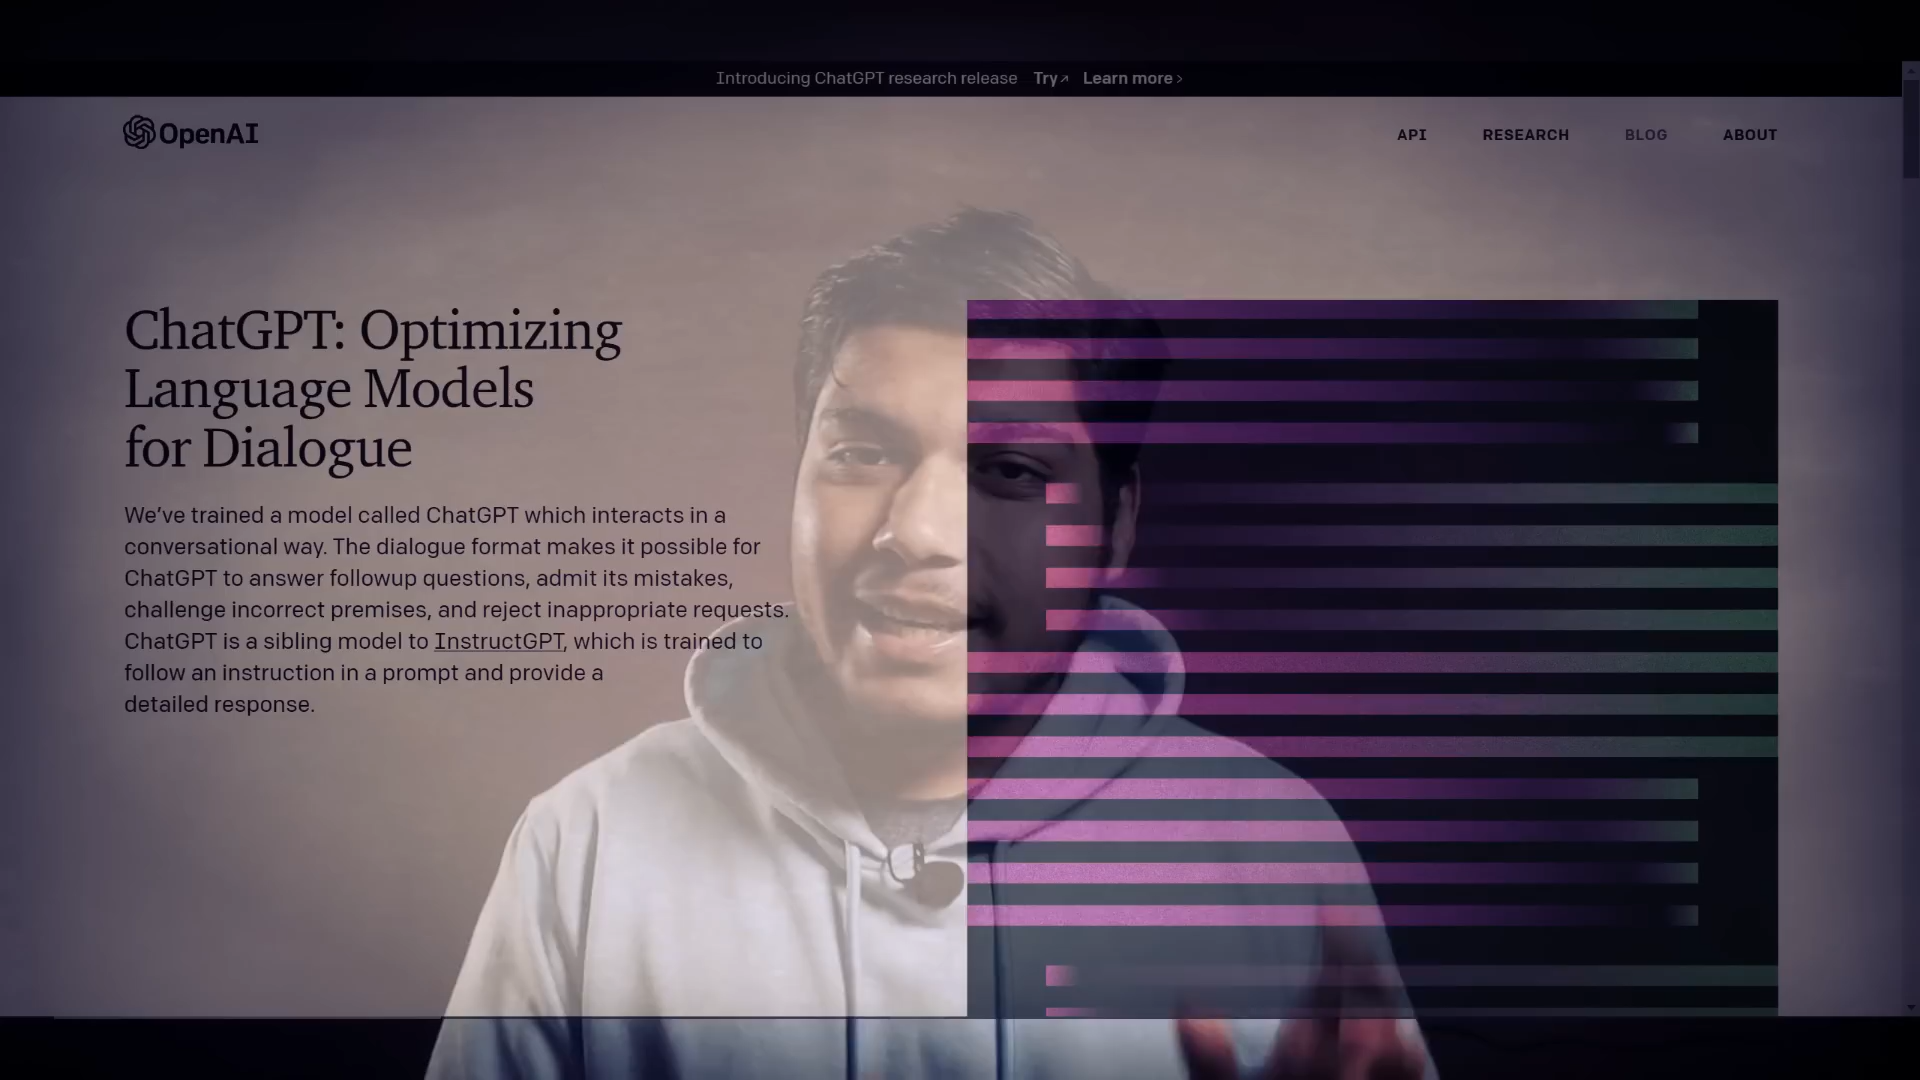 Introducing ChatGPT research release Try↗ Learn more ›
OpenAI
API RESEARCH BLOG ABOUT
ChatGPT: Optimizing
Language Models
for Dialogue
We’ve trained a model called ChatGPT which interacts in a
conversational way. The dialogue format makes it possible for
ChatGPT to answer followup questions, admit its mistakes,
challenge incorrect premises, and reject inappropriate requests.
ChatGPT is a sibling model to InstructGPT, which is trained to
follow an instruction in a prompt and provide a
detailed response.